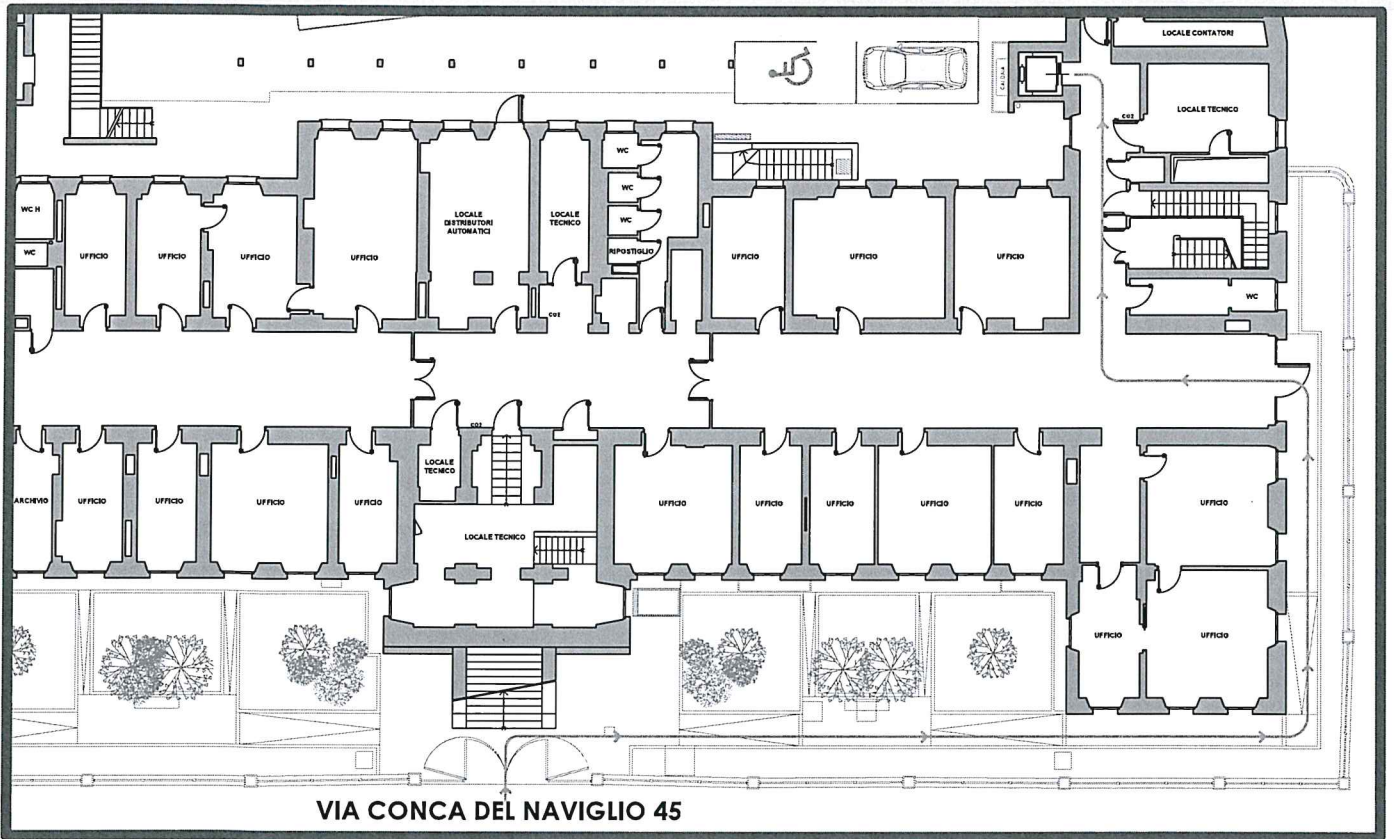 LOCALE CONTATORI
CALDAIA
LOCALE TECNICO
CO2
WC
WC
WC
RIPOSTIGLIO
WC H
WC
UFFICIO
UFFICIO
UFFICIO
UFFICIO
LOCALE
DISTRIBUTORI
AUTOMATICI
LOCALE
TECNICO
CO2
UFFICIO
UFFICIO
UFFICIO
WC
CO2
LOCALE
TECNICO
ARCHIVIO
UFFICIO
UFFICIO
UFFICIO
UFFICIO
LOCALE TECNICO
UFFICIO
UFFICIO
UFFICIO
UFFICIO
UFFICIO
UFFICIO
UFFICIO
UFFICIO
VIA CONCA DEL NAVIGLIO 45